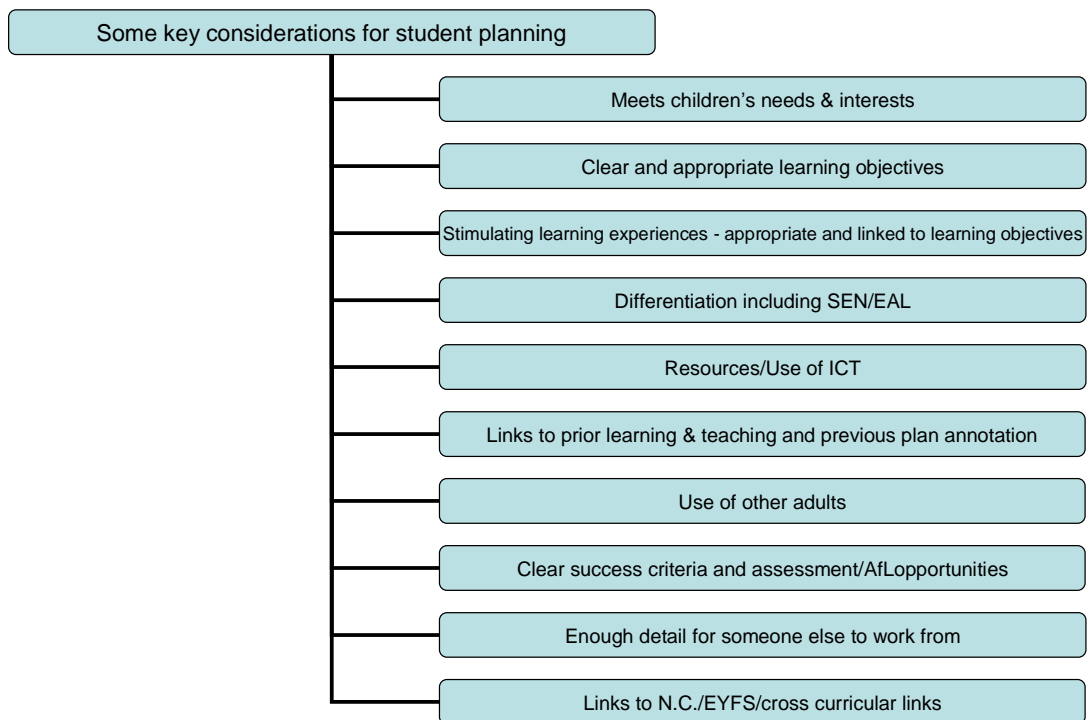 Some key considerations for student planning
Meets children's needs & interests
Clear and appropriate learning objectives
Stimulating learning experiences - appropriate and linked to learning objectives
Differentiation including SEN/EAL
Resources/Use of ICT
Links to prior learning & teaching and previous plan annotation
Use of other adults
Clear success criteria and assessment/AfLopportunities
Enough detail for someone else to work from
Links to N.C./EYFS/cross curricular links